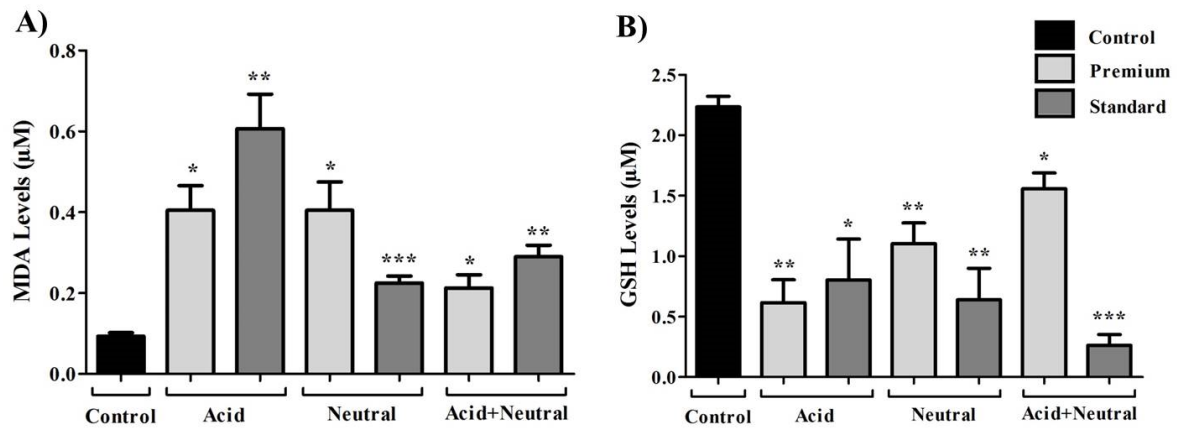 A)
MDA Levels (µM)
0.8
0.6
0.4
0.2
0.0
*
**
*
***
*
**
Control
Acid
Neutral
Acid+Neutral
B)
Control
Premium
Standard
GSH Levels (µM)
2.5
2.0
1.5
1.0
0.5
0.0
**
*
**
**
*
***
Control
Acid
Neutral
Acid+Neutral